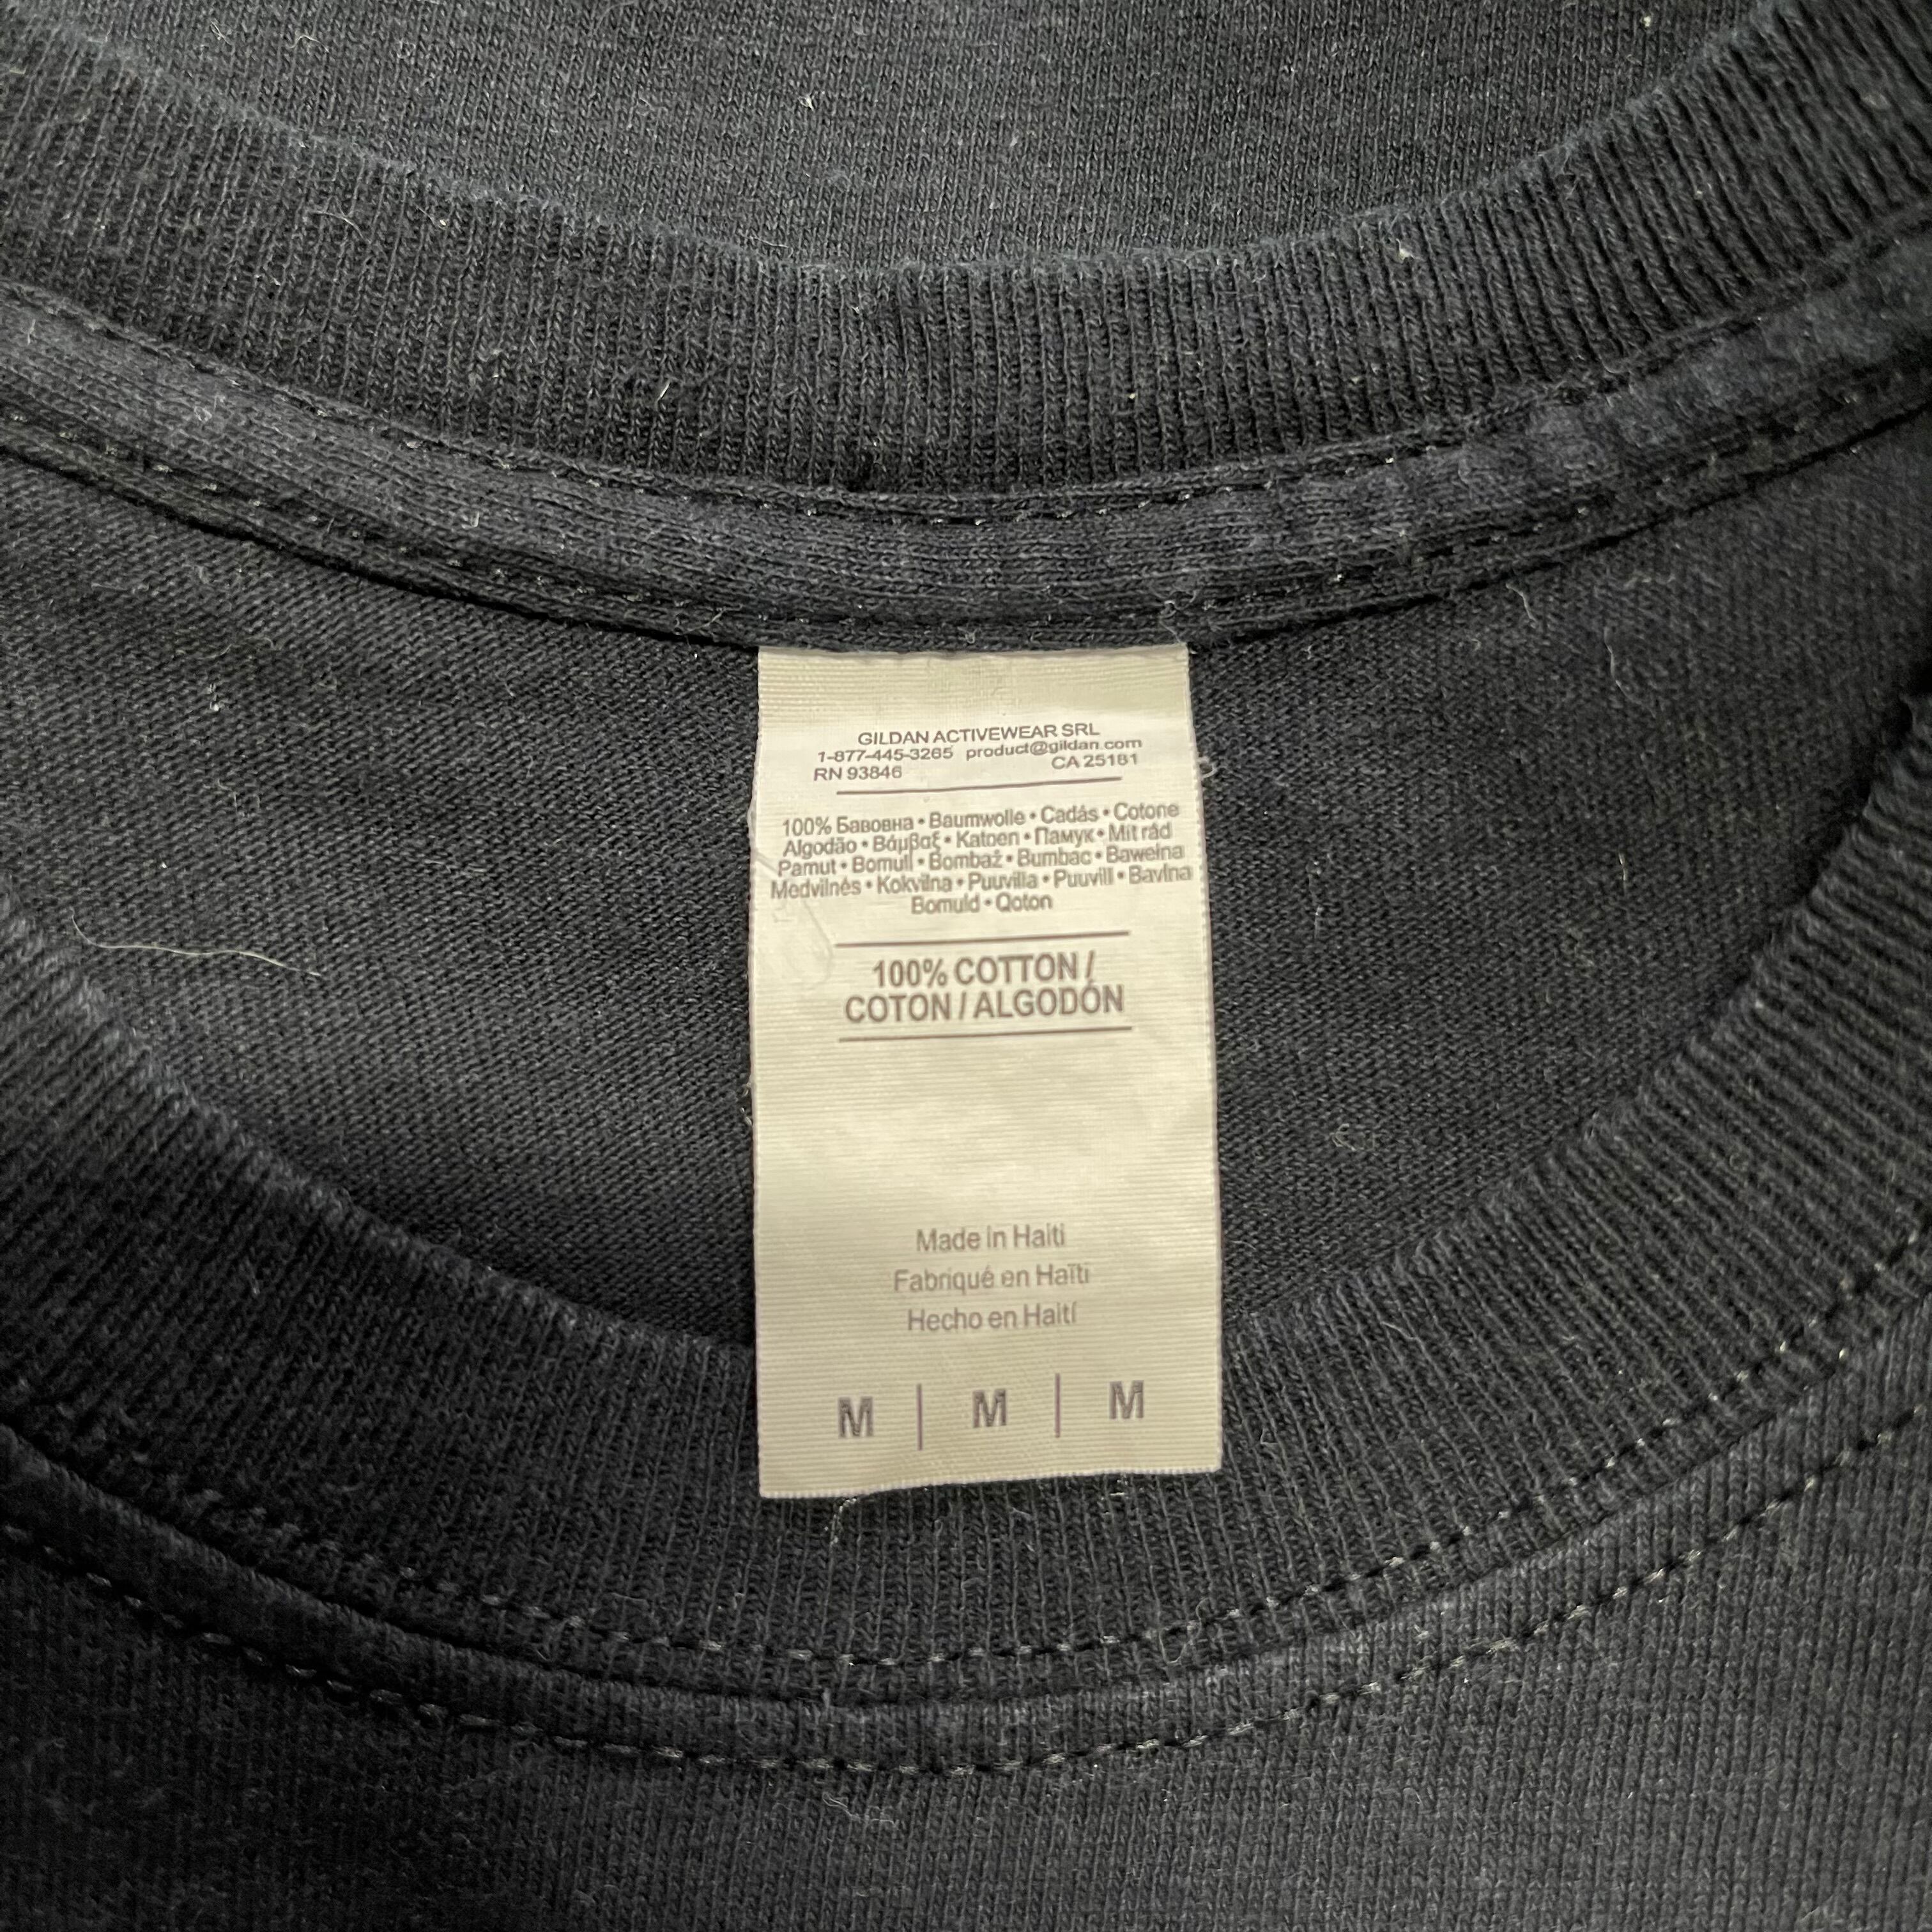 GILDAN ACTIVEWEAR SRL
1-877-445-3265 product@gildan.com
RN 93846 CA 25181
100% Бавовна • Baumwolle • Cadás • Cotone
Algodão • Βάμβαξ • Katoen • Памук • Mit rád
Pamut • Bomull • Bombaž • Bumbac • Bawełna
Medvilnės • Kokvilna • Puuvilla • Puuvill • Bavlna
Bomuld • Qoton
100% COTTON /
COTON / ALGODÓN
Made in Haiti
Fabriqué en Haïti
Hecho en Haití
M | M | M